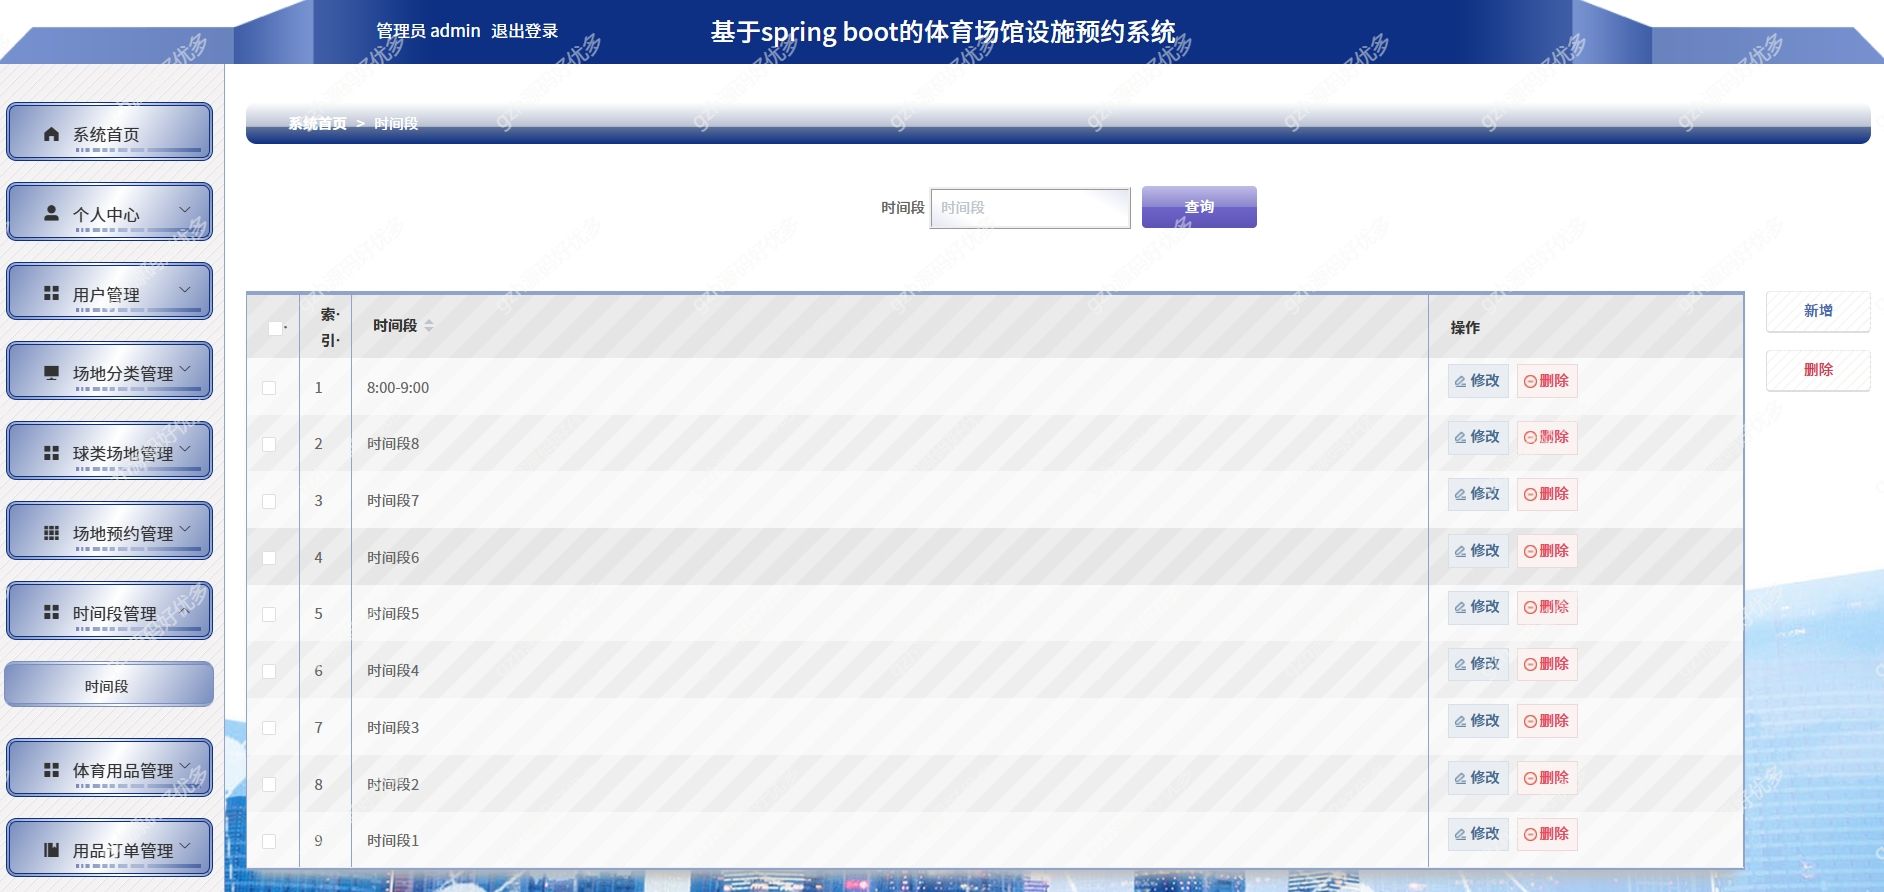 管理员 admin 退出登录
基于spring boot的体育场馆设施预约系统
系统首页
个人中心
用户管理
场地分类管理
球类场地管理
场地预约管理
时间段管理
时间段
体育用品管理
用品订单管理
系统首页 > 时间段
时间段 时间段 查询
索引 时间段 操作
1 8:00-9:00 修改 删除
2 时间段8 修改 删除
3 时间段7 修改 删除
4 时间段6 修改 删除
5 时间段5 修改 删除
6 时间段4 修改 删除
7 时间段3 修改 删除
8 时间段2 修改 删除
9 时间段1 修改 删除
新增
删除